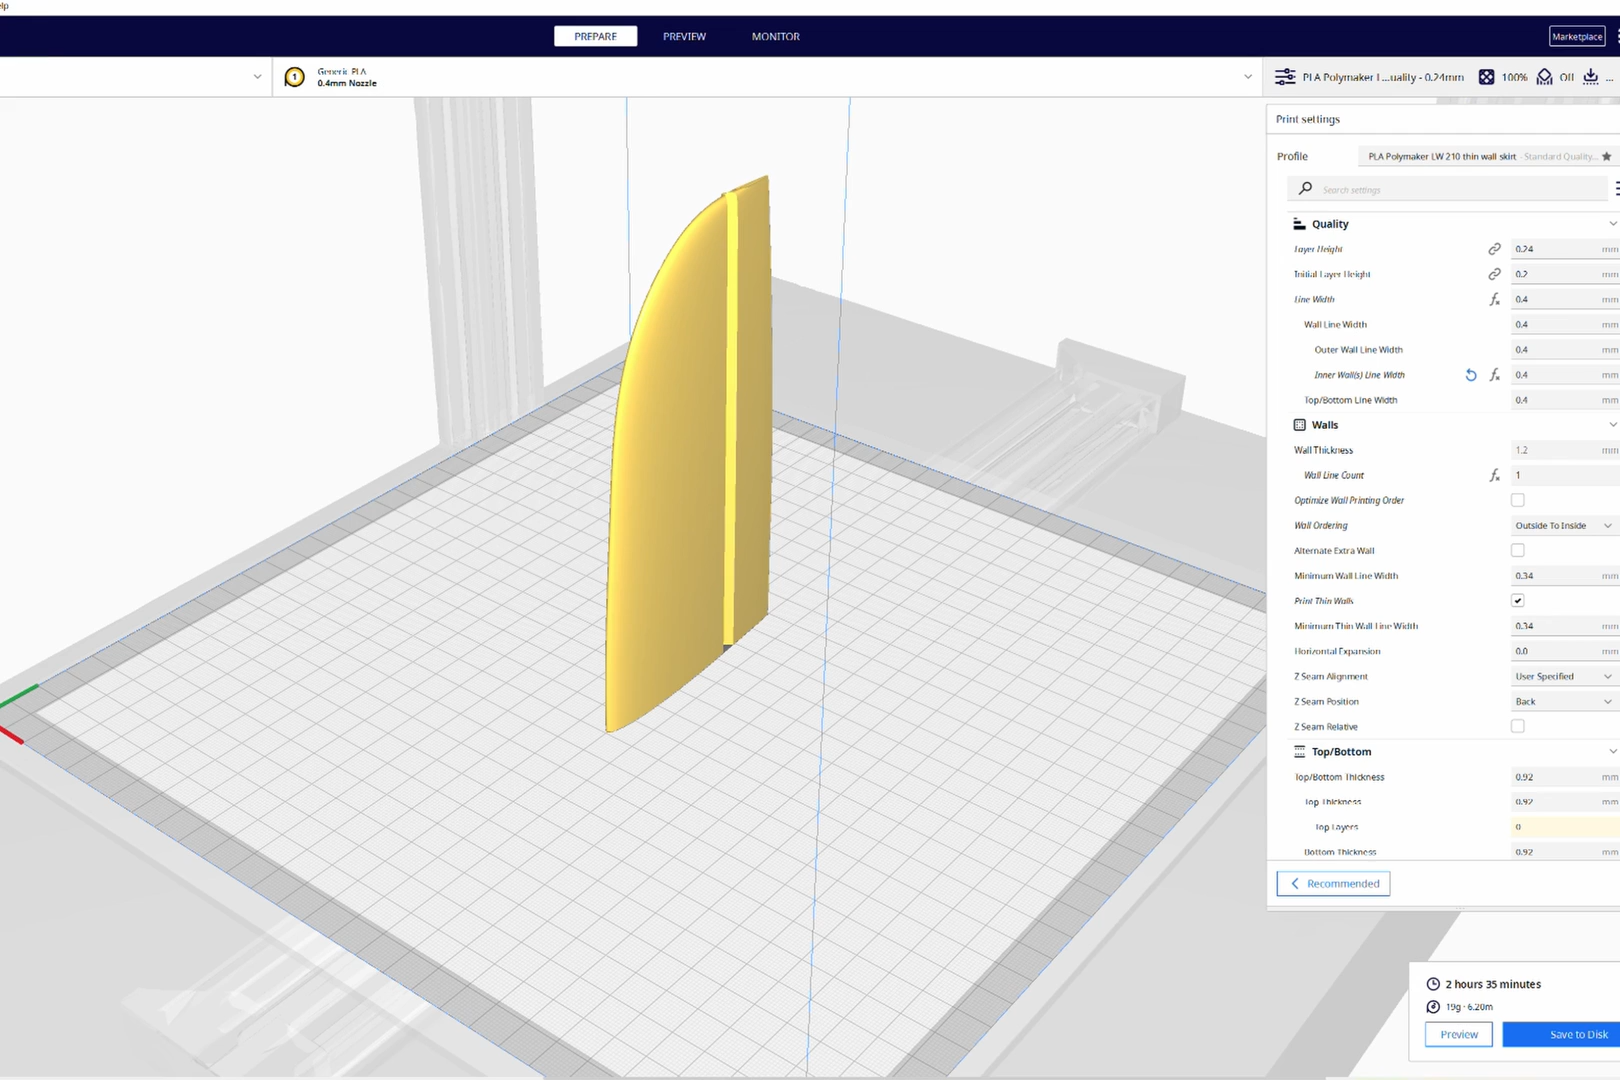 elp
PREPARE
PREVIEW
MONITOR
Marketplace
1
Generic PLA
0.4mm Nozzle
PLA Polymaker L...uality - 0.24mm
100%
Off
...
Print settings
Profile
PLA Polymaker LW 210 thin wall skirt - Standard Quality...
Search settings
Quality
Layer Height 0.24 mm
Initial Layer Height 0.2 mm
Line Width 0.4 mm
Wall Line Width 0.4 mm
Outer Wall Line Width 0.4 mm
Inner Wall(s) Line Width 0.4 mm
Top/Bottom Line Width 0.4 mm
Walls
Wall Thickness 1.2 mm
Wall Line Count 1
Optimize Wall Printing Order
Wall Ordering Outside To Inside
Alternate Extra Wall
Minimum Wall Line Width 0.34 mm
Print Thin Walls
Minimum Thin Wall Line Width 0.34 mm
Horizontal Expansion 0.0 mm
Z Seam Alignment User Specified
Z Seam Position Back
Z Seam Relative
Top/Bottom
Top/Bottom Thickness 0.92 mm
Top Thickness 0.92 mm
Top Layers 0
Bottom Thickness 0.92 mm
Recommended
2 hours 35 minutes
19g · 6.20m
Preview
Save to Disk